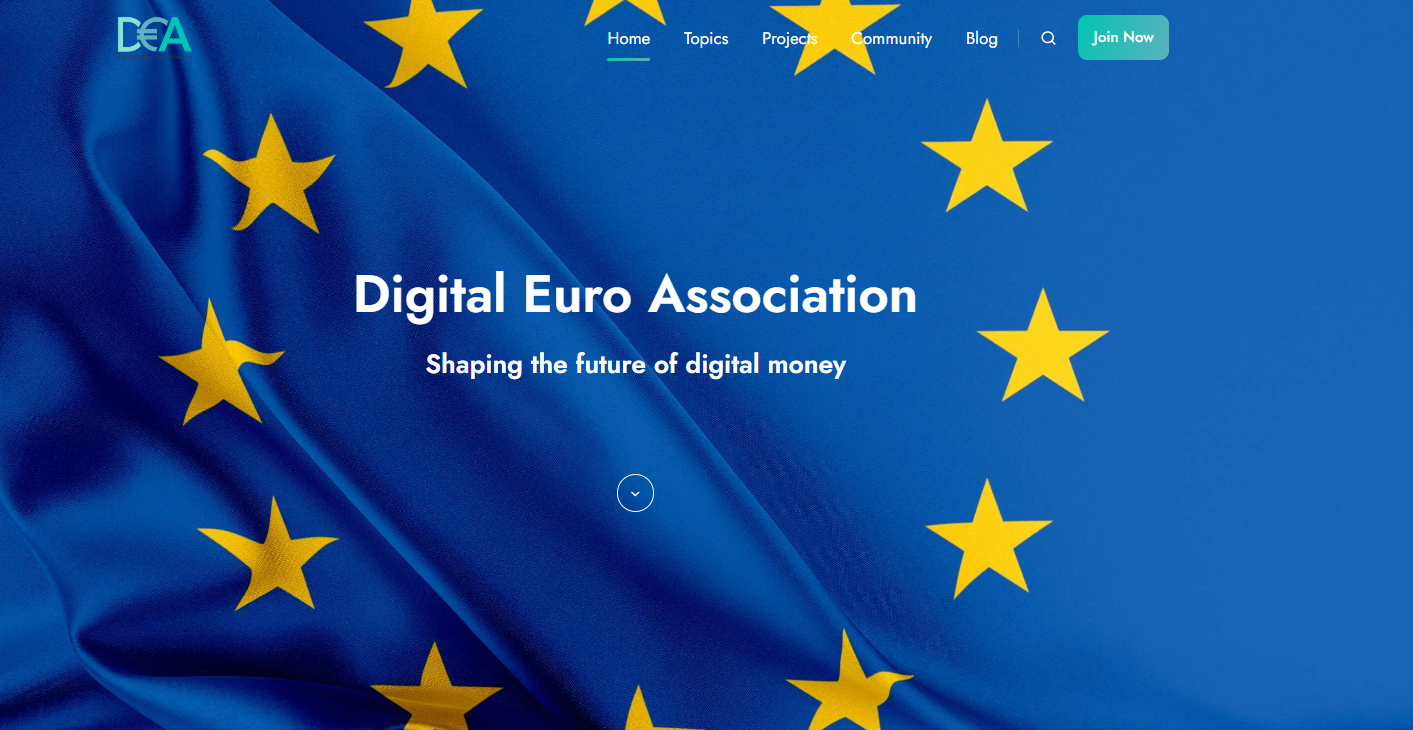 D€A
Home Topics Projects Community Blog Join Now
Digital Euro Association
Shaping the future of digital money